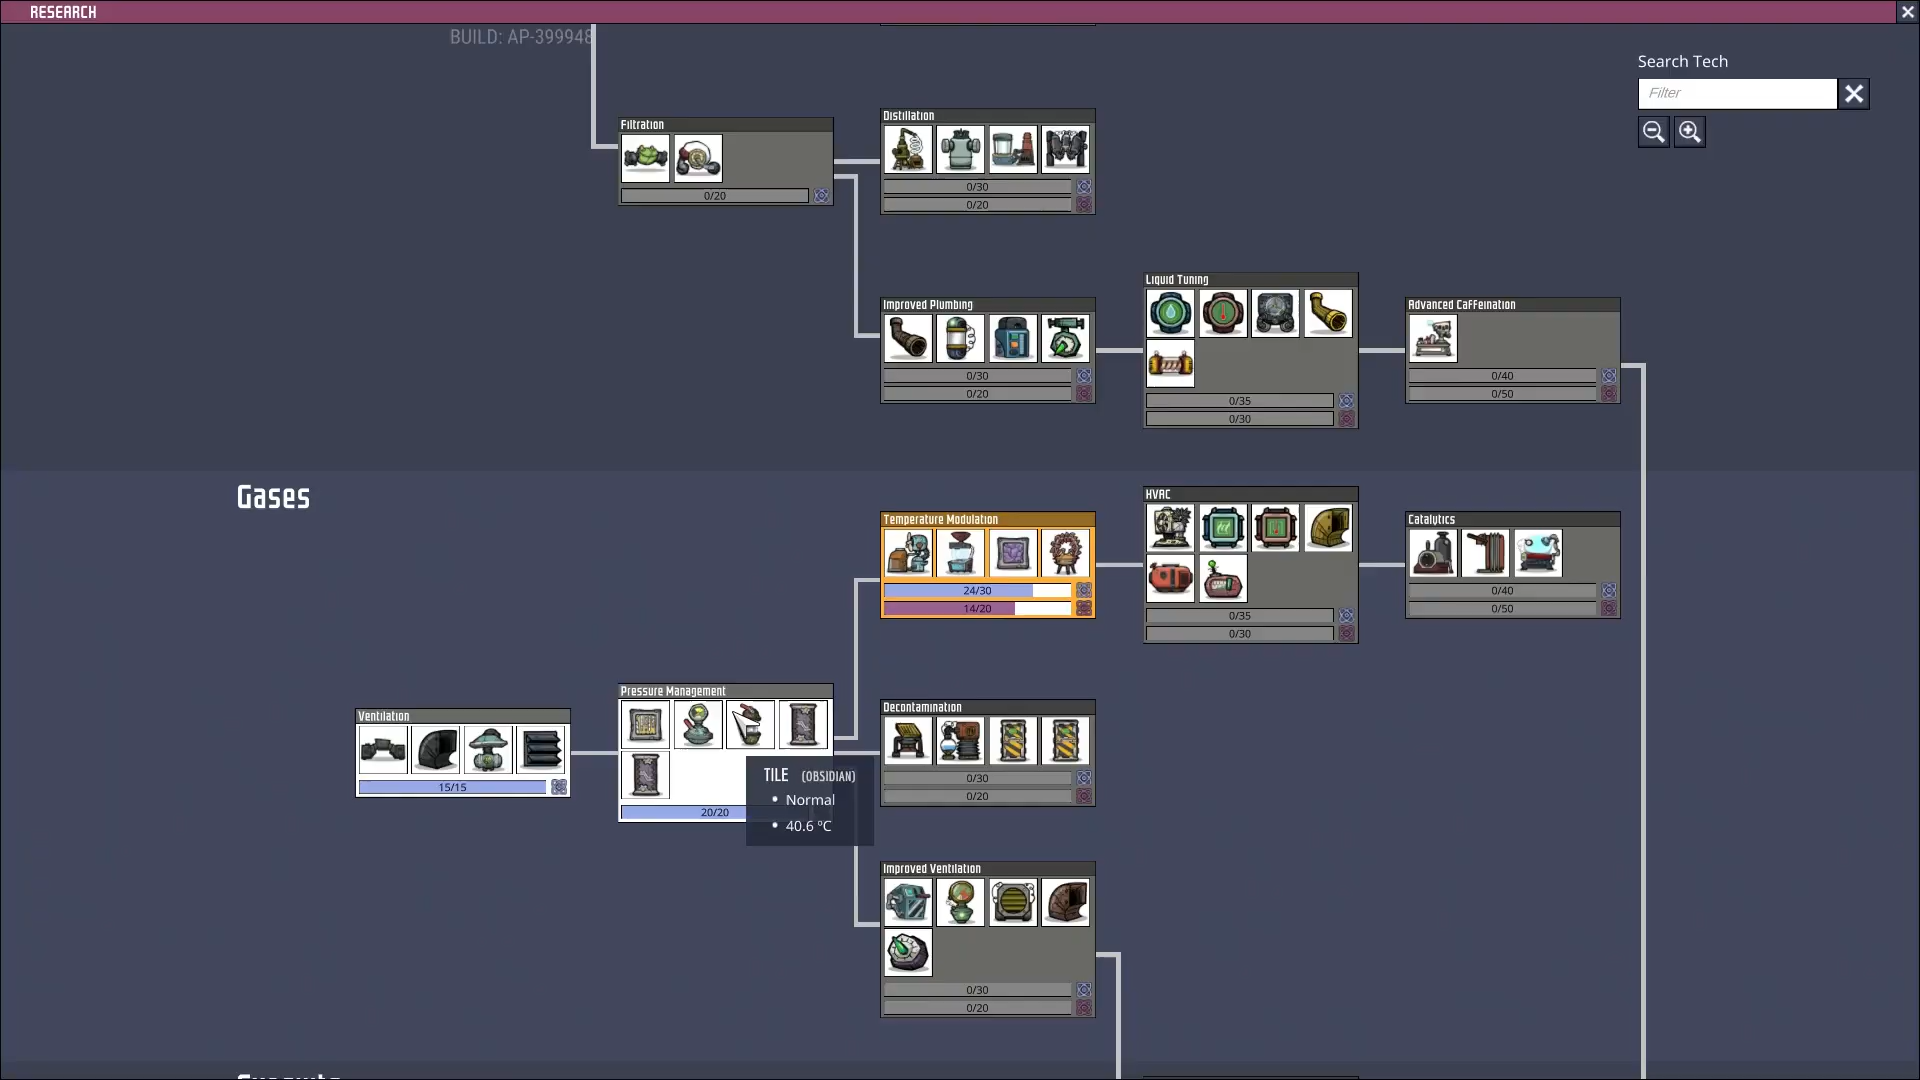 RESEARCH
BUILD: AP-399948
Search Tech
Filter
Filtration
0/20
Distillation
0/30
0/20
Improved Plumbing
0/30
0/20
Liquid Tuning
0/35
0/30
Advanced Caffeination
0/40
0/50
Gases
Temperature Modulation
24/30
14/20
HVAC
0/35
0/30
Catalytics
0/40
0/50
Ventilation
15/15
Pressure Management
20/20
TILE (OBSIDIAN)
• Normal
• 40.6 ºC
Decontamination
0/30
0/20
Improved Ventilation
0/30
0/20